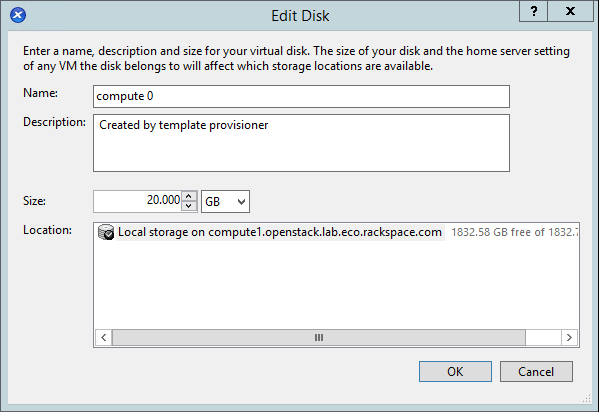 Edit Disk
? X
Enter a name, description and size for your virtual disk. The size of your disk and the home server setting
of any VM the disk belongs to will affect which storage locations are available.
Name: compute 0
Description: Created by template provisioner
Size: 20.000 GB
Location: Local storage on compute1.openstack.lab.eco.rackspace.com 1832.58 GB free of 1832.7
OK Cancel